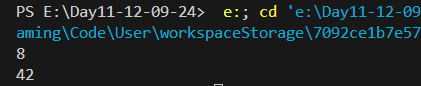 PS E:\Day11-12-09-24>  e:; cd 'e:\Day11-12-09
aming\Code\User\workspaceStorage\7092ce1b7e57
8
42